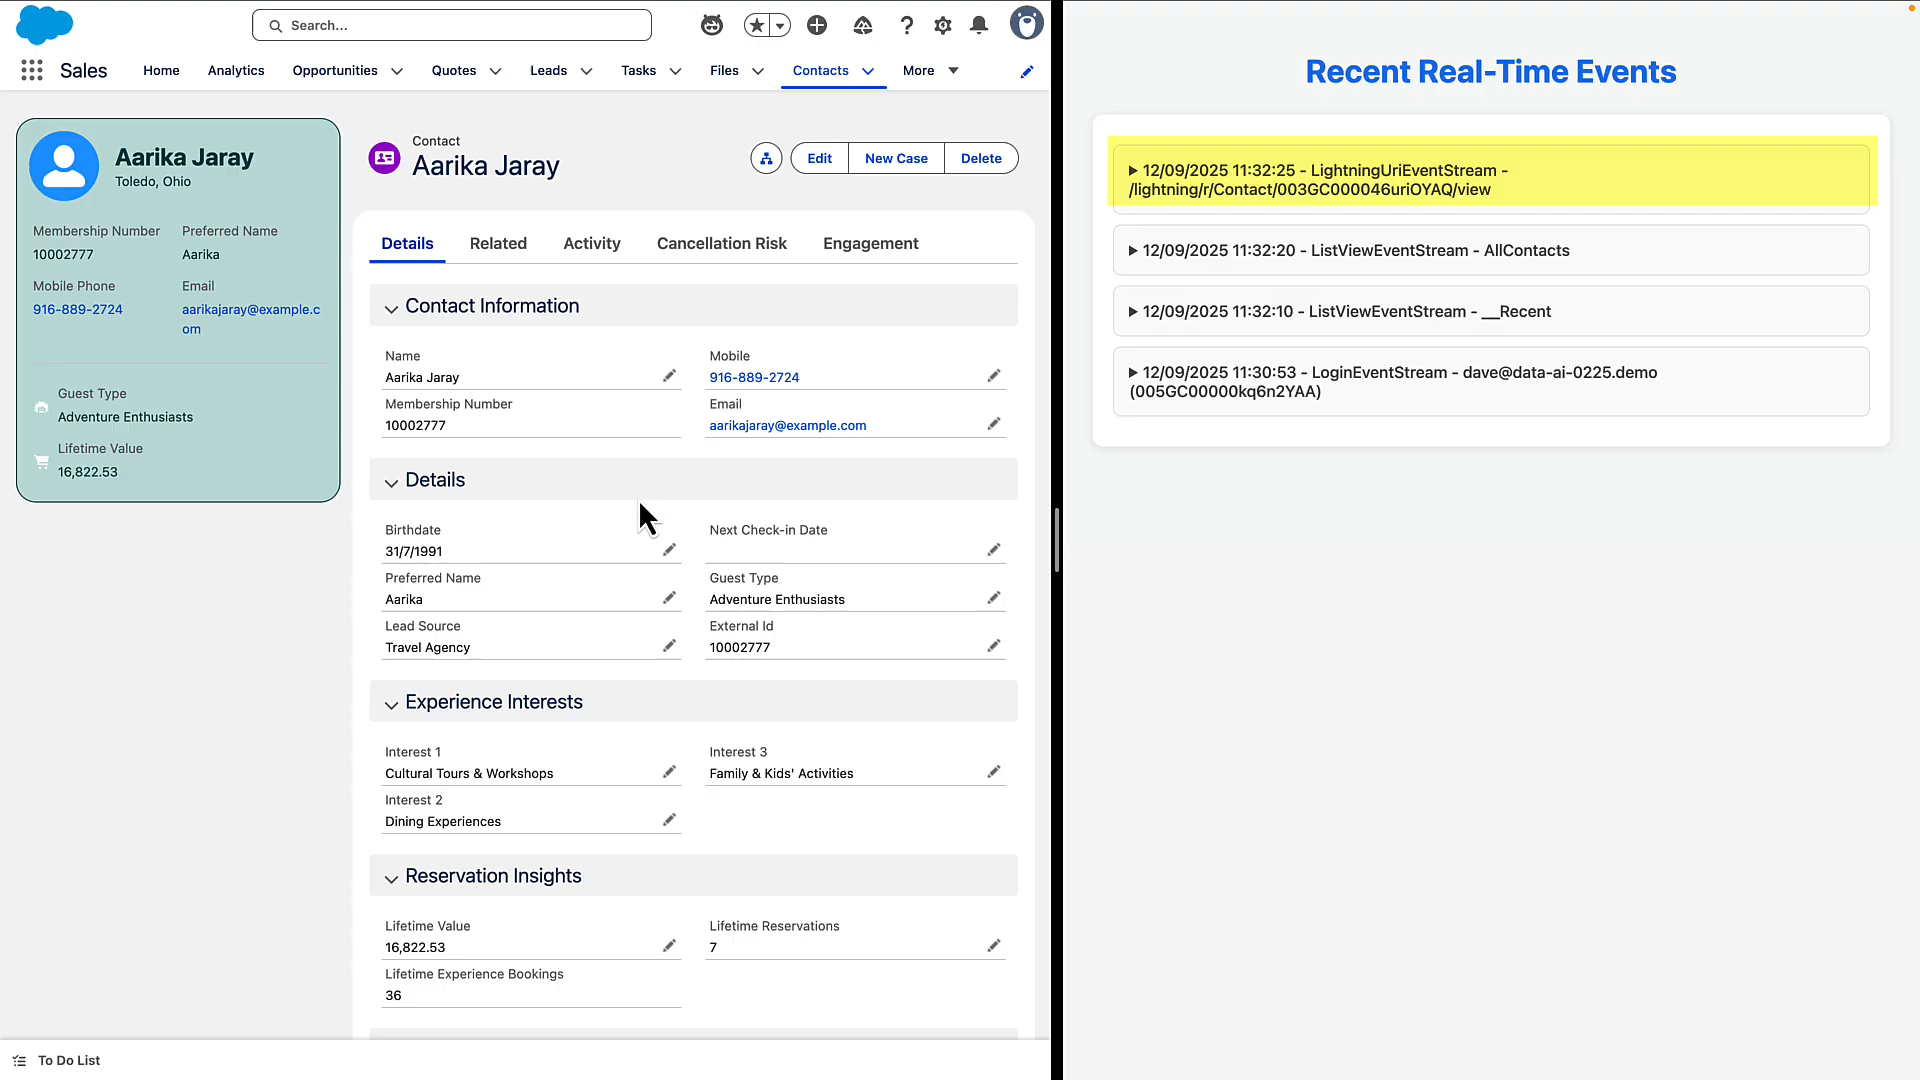 Search...
Sales
Home
Analytics
Opportunities
Quotes
Leads
Tasks
Files
Contacts
More
Aarika Jaray
Toledo, Ohio
Membership Number
10002777
Preferred Name
Aarika
Mobile Phone
916-889-2724
Email
aarikajaray@example.c
om
Guest Type
Adventure Enthusiasts
Lifetime Value
16,822.53
Contact
Aarika Jaray
Edit
New Case
Delete
Details
Related
Activity
Cancellation Risk
Engagement
Contact Information
Name
Aarika Jaray
Mobile
916-889-2724
Membership Number
10002777
Email
aarikajaray@example.com
Details
Birthdate
31/7/1991
Next Check-in Date
Preferred Name
Aarika
Guest Type
Adventure Enthusiasts
Lead Source
Travel Agency
External Id
10002777
Experience Interests
Interest 1
Cultural Tours & Workshops
Interest 3
Family & Kids' Activities
Interest 2
Dining Experiences
Reservation Insights
Lifetime Value
16,822.53
Lifetime Reservations
7
Lifetime Experience Bookings
36
To Do List
Recent Real-Time Events
12/09/2025 11:32:25 - LightningUriEventStream -
/lightning/r/Contact/003GC000046uriOYAQ/view
12/09/2025 11:32:20 - ListViewEventStream - AllContacts
12/09/2025 11:32:10 - ListViewEventStream - __Recent
12/09/2025 11:30:53 - LoginEventStream - dave@data-ai-0225.demo
(005GC00000kq6n2YAA)